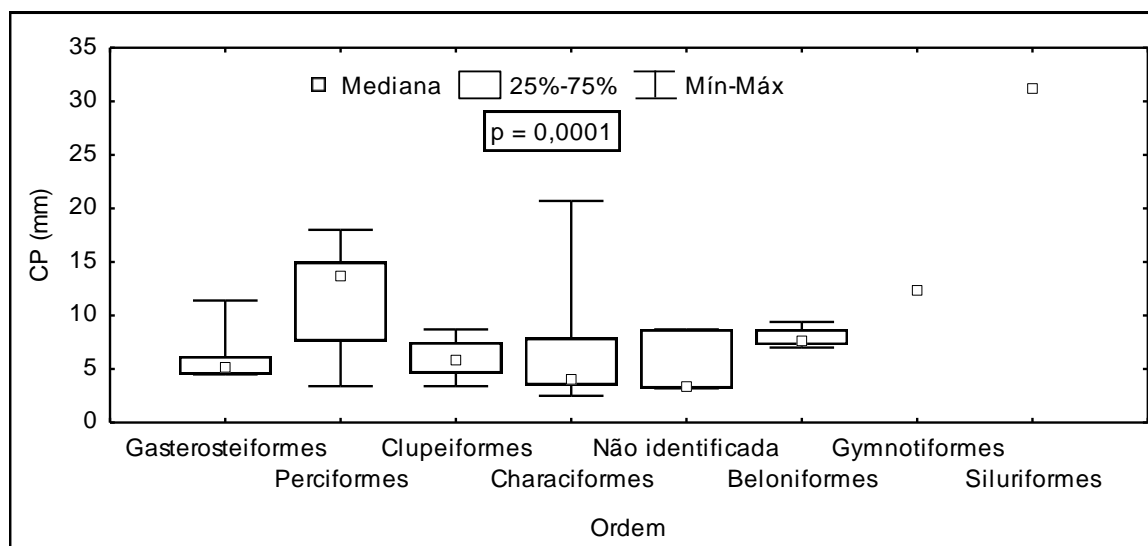 35
30
25
20
15
10
5
0
CP (mm)
Mediana 25%-75% Mín-Máx
p = 0,0001
Gasterosteiformes Clupeiformes Não identificada Gymnotiformes
Perciformes Characiformes Beloniformes Siluriformes
Ordem